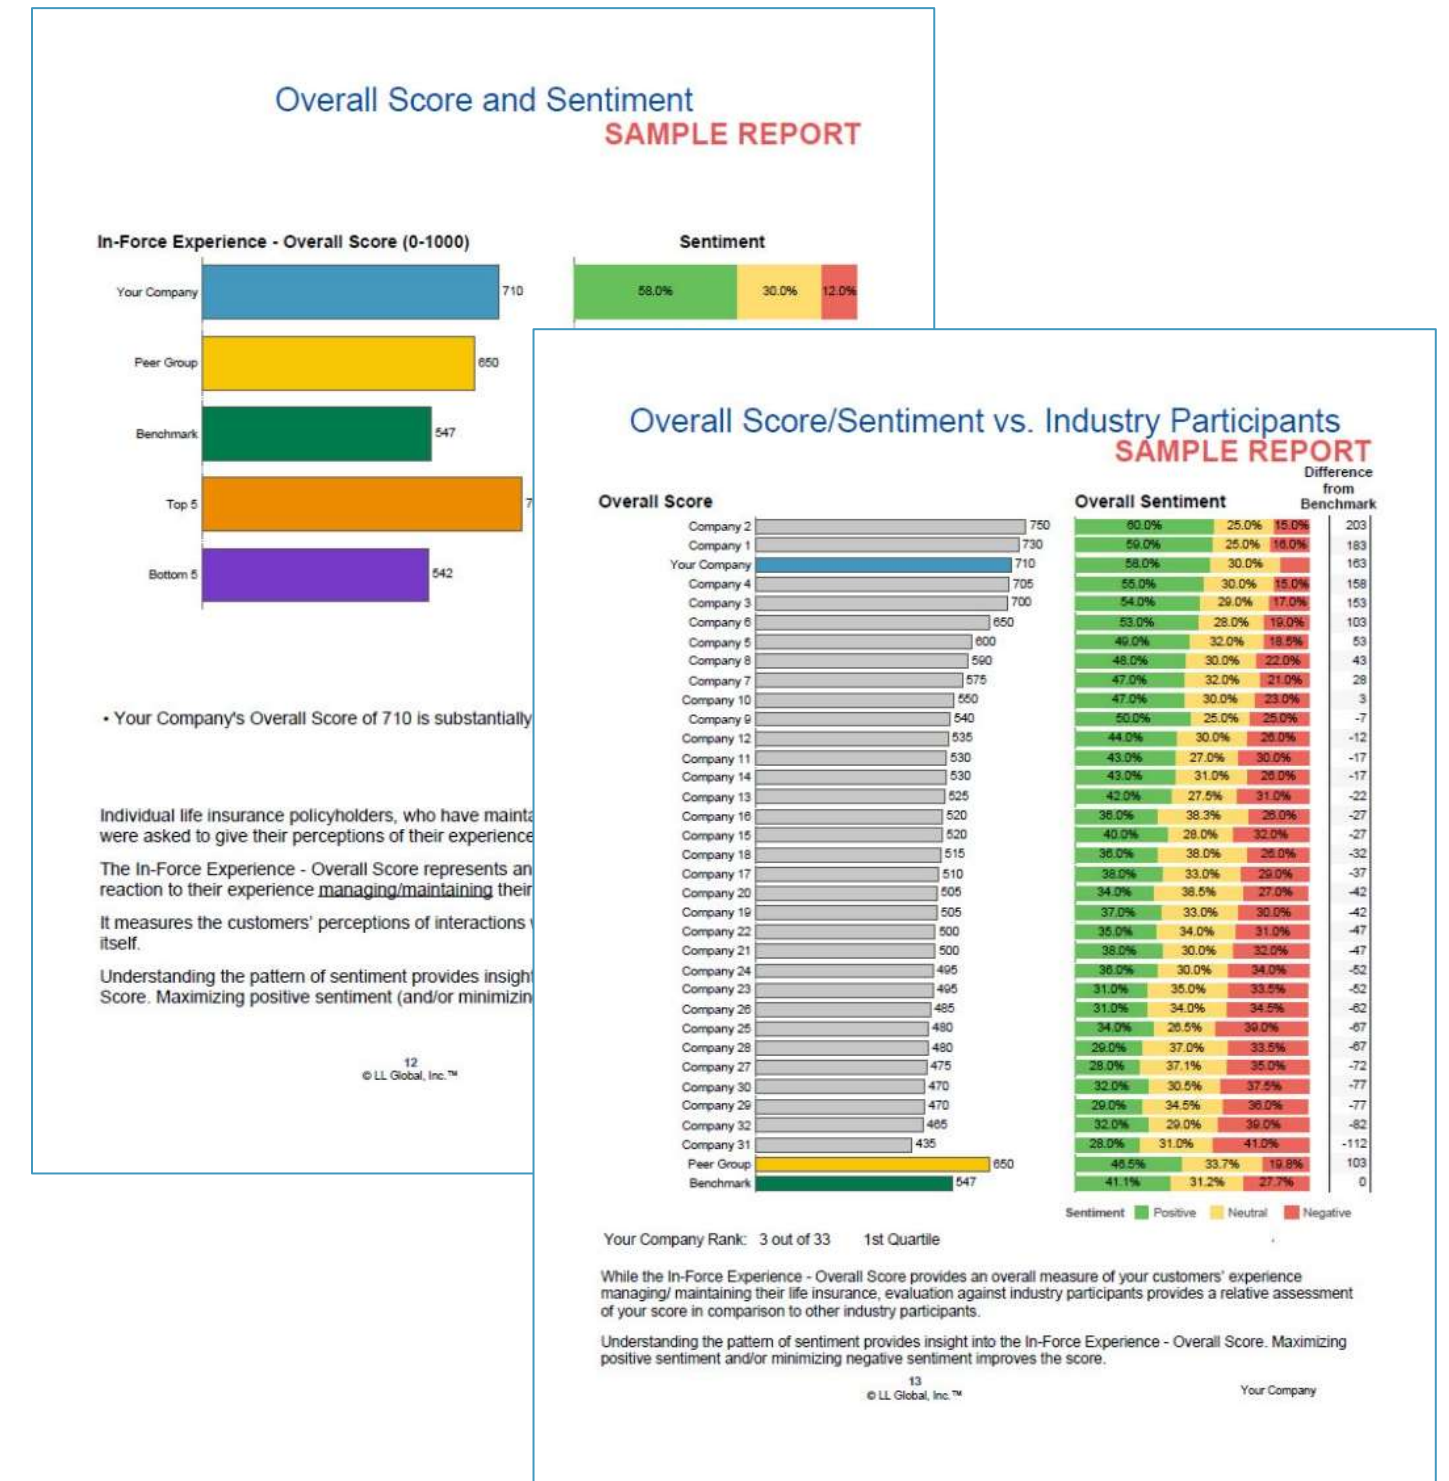 Overall Score and Sentiment
SAMPLE REPORT
In-Force Experience - Overall Score (0-1000)
Sentiment
Your Company 710 58.0% 30.0% 12.0%
Peer Group 650
Benchmark 547
Top 5 7
Bottom 5 542
• Your Company's Overall Score of 710 is substantially
Individual life insurance policyholders, who have
were asked to give their perceptions of their experience
The In-Force Experience - Overall Score represents an
reaction to their experience managing/maintaining their
It measures the customers' perceptions of interactions
itself.
Understanding the pattern of sentiment provides insight
Score. Maximizing positive sentiment (and/or
12
© LL Global, Inc.™
Overall Score/Sentiment vs. Industry Participants
SAMPLE REPORT
Difference
from
Benchmark
Overall Score
Overall Sentiment
Company 2 750 60.0% 25.0% 15.0% 203
Company 1 730 59.0% 25.0% 16.0% 183
Your Company 710 58.0% 30.0% 163
Company 4 705 55.0% 30.0% 15.0% 158
Company 3 700 54.0% 29.0% 17.0% 153
Company 6 650 53.0% 28.0% 19.0% 103
Company 5 600 49.0% 32.0% 18.5% 53
Company 8 590 48.0% 30.0% 22.0% 43
Company 7 575 47.0% 32.0% 21.0% 28
Company 10 550 47.0% 30.0% 23.0% 3
Company 9 540 50.0% 25.0% 25.0% -7
Company 12 535 44.0% 30.0% 26.0% -12
Company 11 530 43.0% 27.0% 30.0% -17
Company 14 530 43.0% 31.0% 26.0% -17
Company 13 525 42.0% 27.5% 31.0% -22
Company 16 520 36.0% 38.3% 26.0% -27
Company 15 520 40.0% 28.0% 32.0% -27
Company 18 515 36.0% 38.0% 26.0% -32
Company 17 510 38.0% 33.0% 29.0% -37
Company 20 505 34.0% 38.5% 27.0% -42
Company 19 505 37.0% 33.0% 30.0% -42
Company 22 500 35.0% 34.0% 31.0% -47
Company 21 500 38.0% 30.0% 32.0% -47
Company 24 495 36.0% 30.0% 34.0% -52
Company 23 495 31.0% 35.0% 33.5% -52
Company 26 485 31.0% 34.0% 34.5% -62
Company 25 480 34.0% 26.5% 39.0% -67
Company 28 480 29.0% 37.0% 33.5% -67
Company 27 475 28.0% 37.1% 35.0% -72
Company 30 470 32.0% 30.5% 37.5% -77
Company 29 470 29.0% 34.5% 36.0% -77
Company 32 465 32.0% 29.0% 39.0% -82
Company 31 435 28.0% 31.0% 41.0% -112
Peer Group 650 46.5% 33.7% 19.8% 103
Benchmark 547 41.1% 31.2% 27.7% 0
Sentiment Positive Neutral Negative
Your Company Rank: 3 out of 33 1st Quartile
While the In-Force Experience - Overall Score provides an overall measure of your customers' experience
managing/ maintaining their life insurance, evaluation against industry participants provides a relative assessment
of your score in comparison to other industry participants.
Understanding the pattern of sentiment provides insight into the In-Force Experience - Overall Score. Maximizing
positive sentiment and/or minimizing negative sentiment improves the score.
13
© LL Global, Inc.™
Your Company